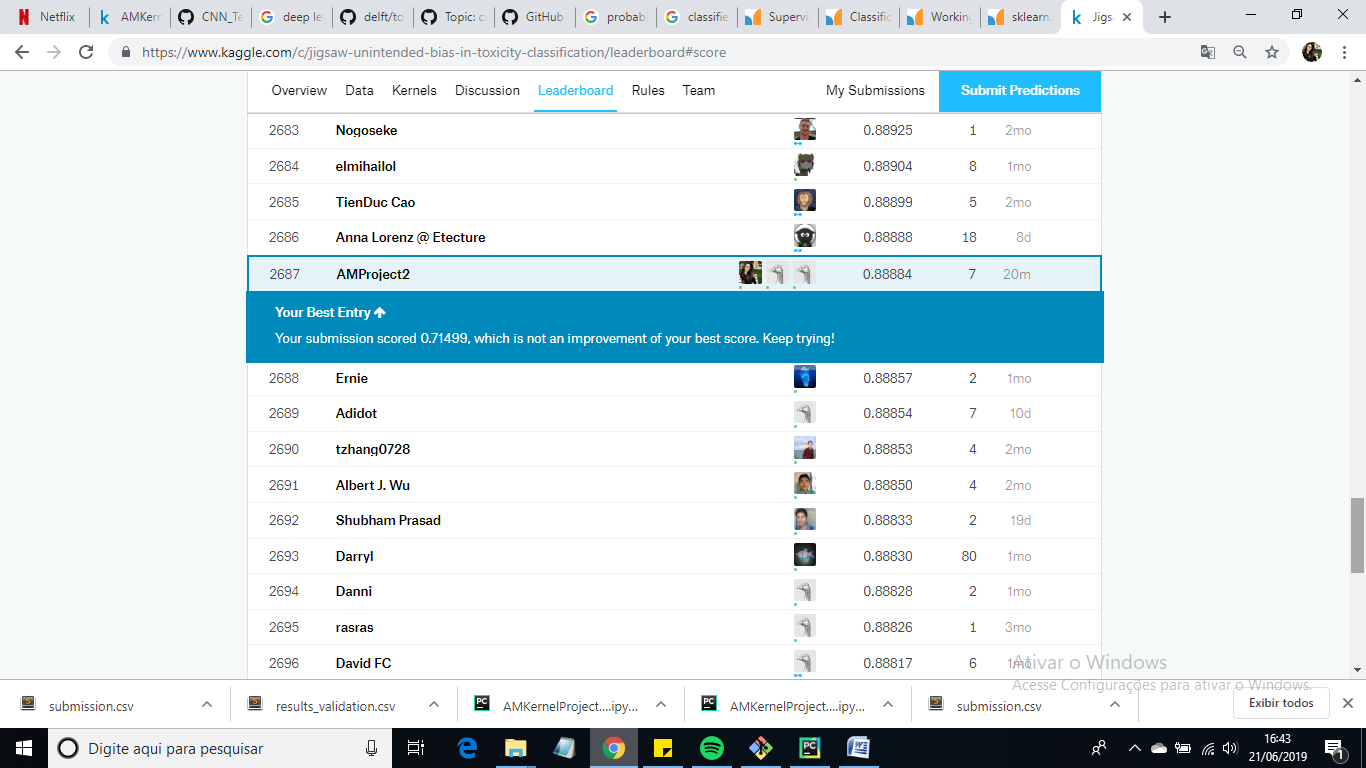 Netflix
AMKern
CNN_Te
deep le
delft/to
Topic: c
GitHub
probabi
classifie
Supervi
Classific
Working
sklearn.
Jigsa
https://www.kaggle.com/c/jigsaw-unintended-bias-in-toxicity-classification/leaderboard#score
Overview Data Kernels Discussion Leaderboard Rules Team My Submissions Submit Predictions
2683 Nogoseke 0.88925 1 2mo
2684 elmihailol 0.88904 8 1mo
2685 TienDuc Cao 0.88899 5 2mo
2686 Anna Lorenz @ Etecture 0.88888 18 8d
2687 AMProject2 0.88884 7 20m
Your Best Entry
Your submission scored 0.71499, which is not an improvement of your best score. Keep trying!
2688 Ernie 0.88857 2 1mo
2689 Adidot 0.88854 7 10d
2690 tzhang0728 0.88853 4 2mo
2691 Albert J. Wu 0.88850 4 2mo
2692 Shubham Prasad 0.88833 2 19d
2693 Darryl 0.88830 80 1mo
2694 Danni 0.88828 2 1mo
2695 rasras 0.88826 1 3mo
2696 David FC 0.88817 6 1mo
Ativar o Windows
Acesse Configurações para ativar o Windows.
submission.csv
results_validation.csv
AMKernelProject....ipy...
AMKernelProject....ipy...
submission.csv
Exibir todos
Digite aqui para pesquisar
16:43
21/06/2019
1